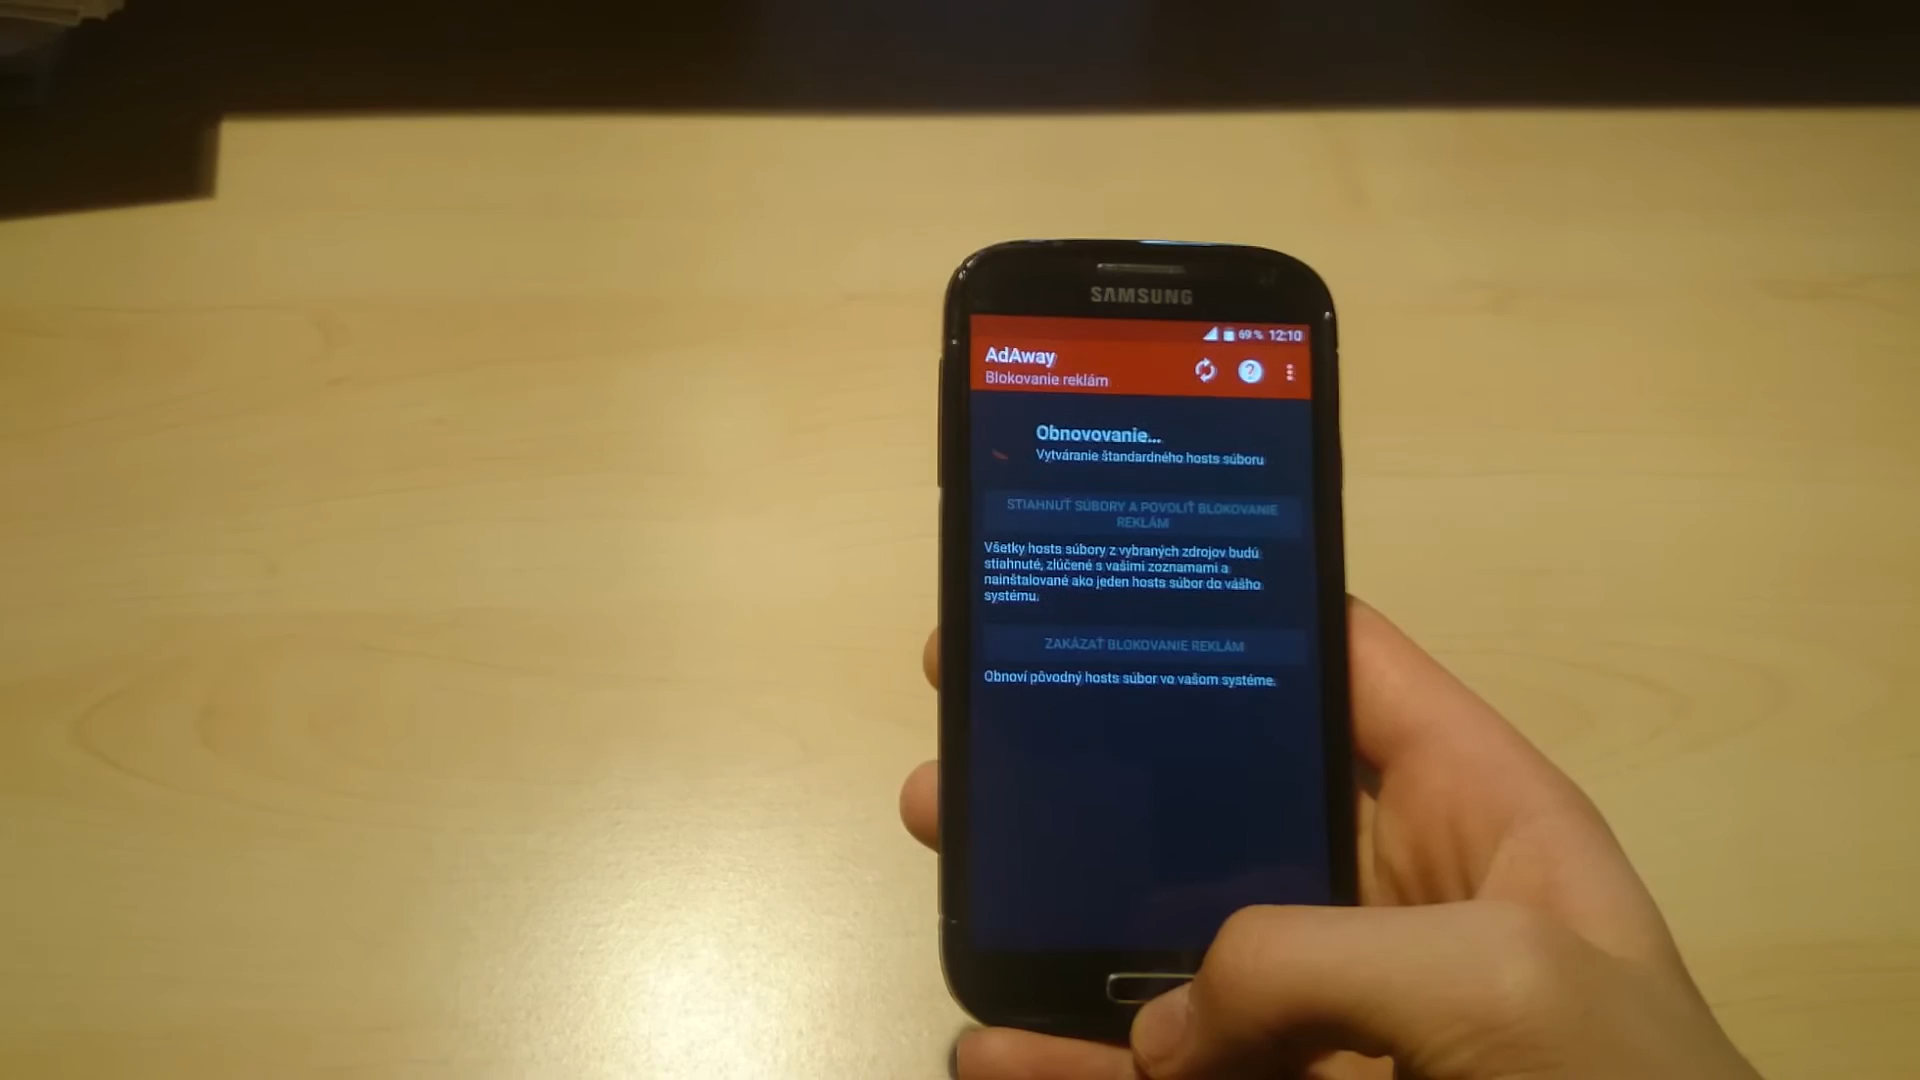 SAMSUNG
69 % 12:10
AdAway
Blokovanie reklám
Obnovovanie...
Vytváranie štandardného hosts súboru
STIAHNUŤ SÚBORY A POVOLIŤ BLOKOVANIE
REKLÁM
Všetky hosts súbory z vybraných zdrojov budú
stiahnuté, zlúčené s vašimi zoznamami a
nainštalované ako jeden hosts súbor do vášho
systému.
ZAKÁZAŤ BLOKOVANIE REKLÁM
Obnoví pôvodný hosts súbor vo vašom systéme.